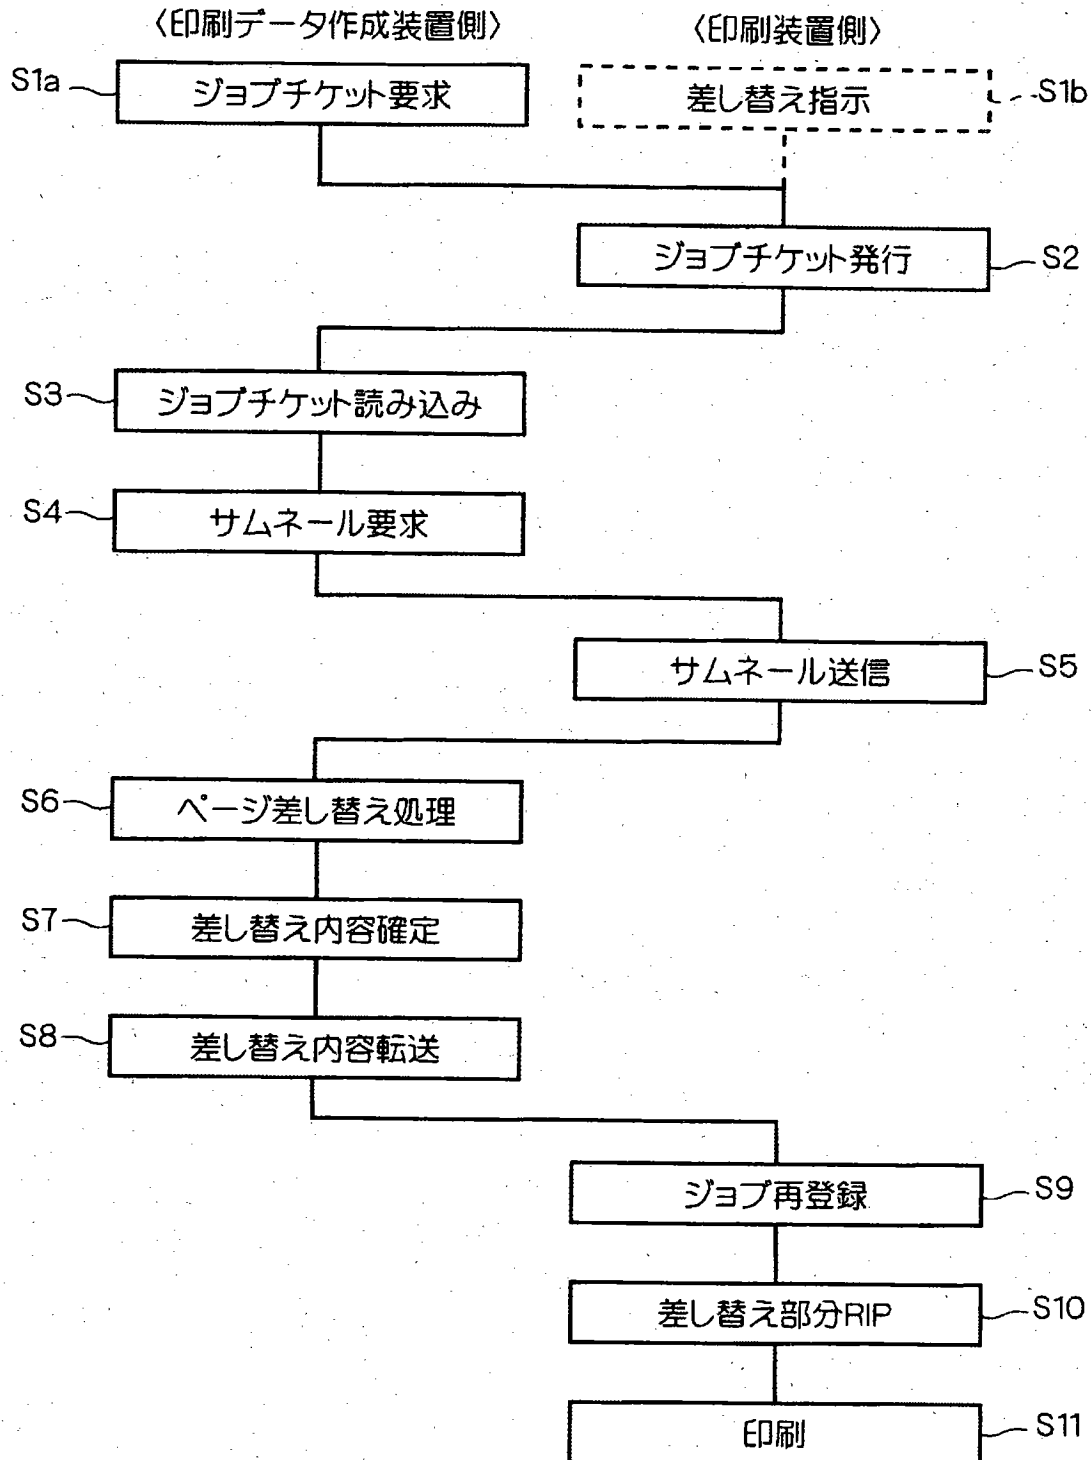 〈印刷データ作成装置側〉
〈印刷装置側〉
S1a
ジョブチケット要求
差し替え指示
S1b
ジョブチケット発行
S2
S3
ジョブチケット読み込み
S4
サムネール要求
サムネール送信
S5
S6
ページ差し替え処理
S7
差し替え内容確定
S8
差し替え内容転送
ジョブ再登録
S9
差し替え部分RIP
S10
印刷
S11